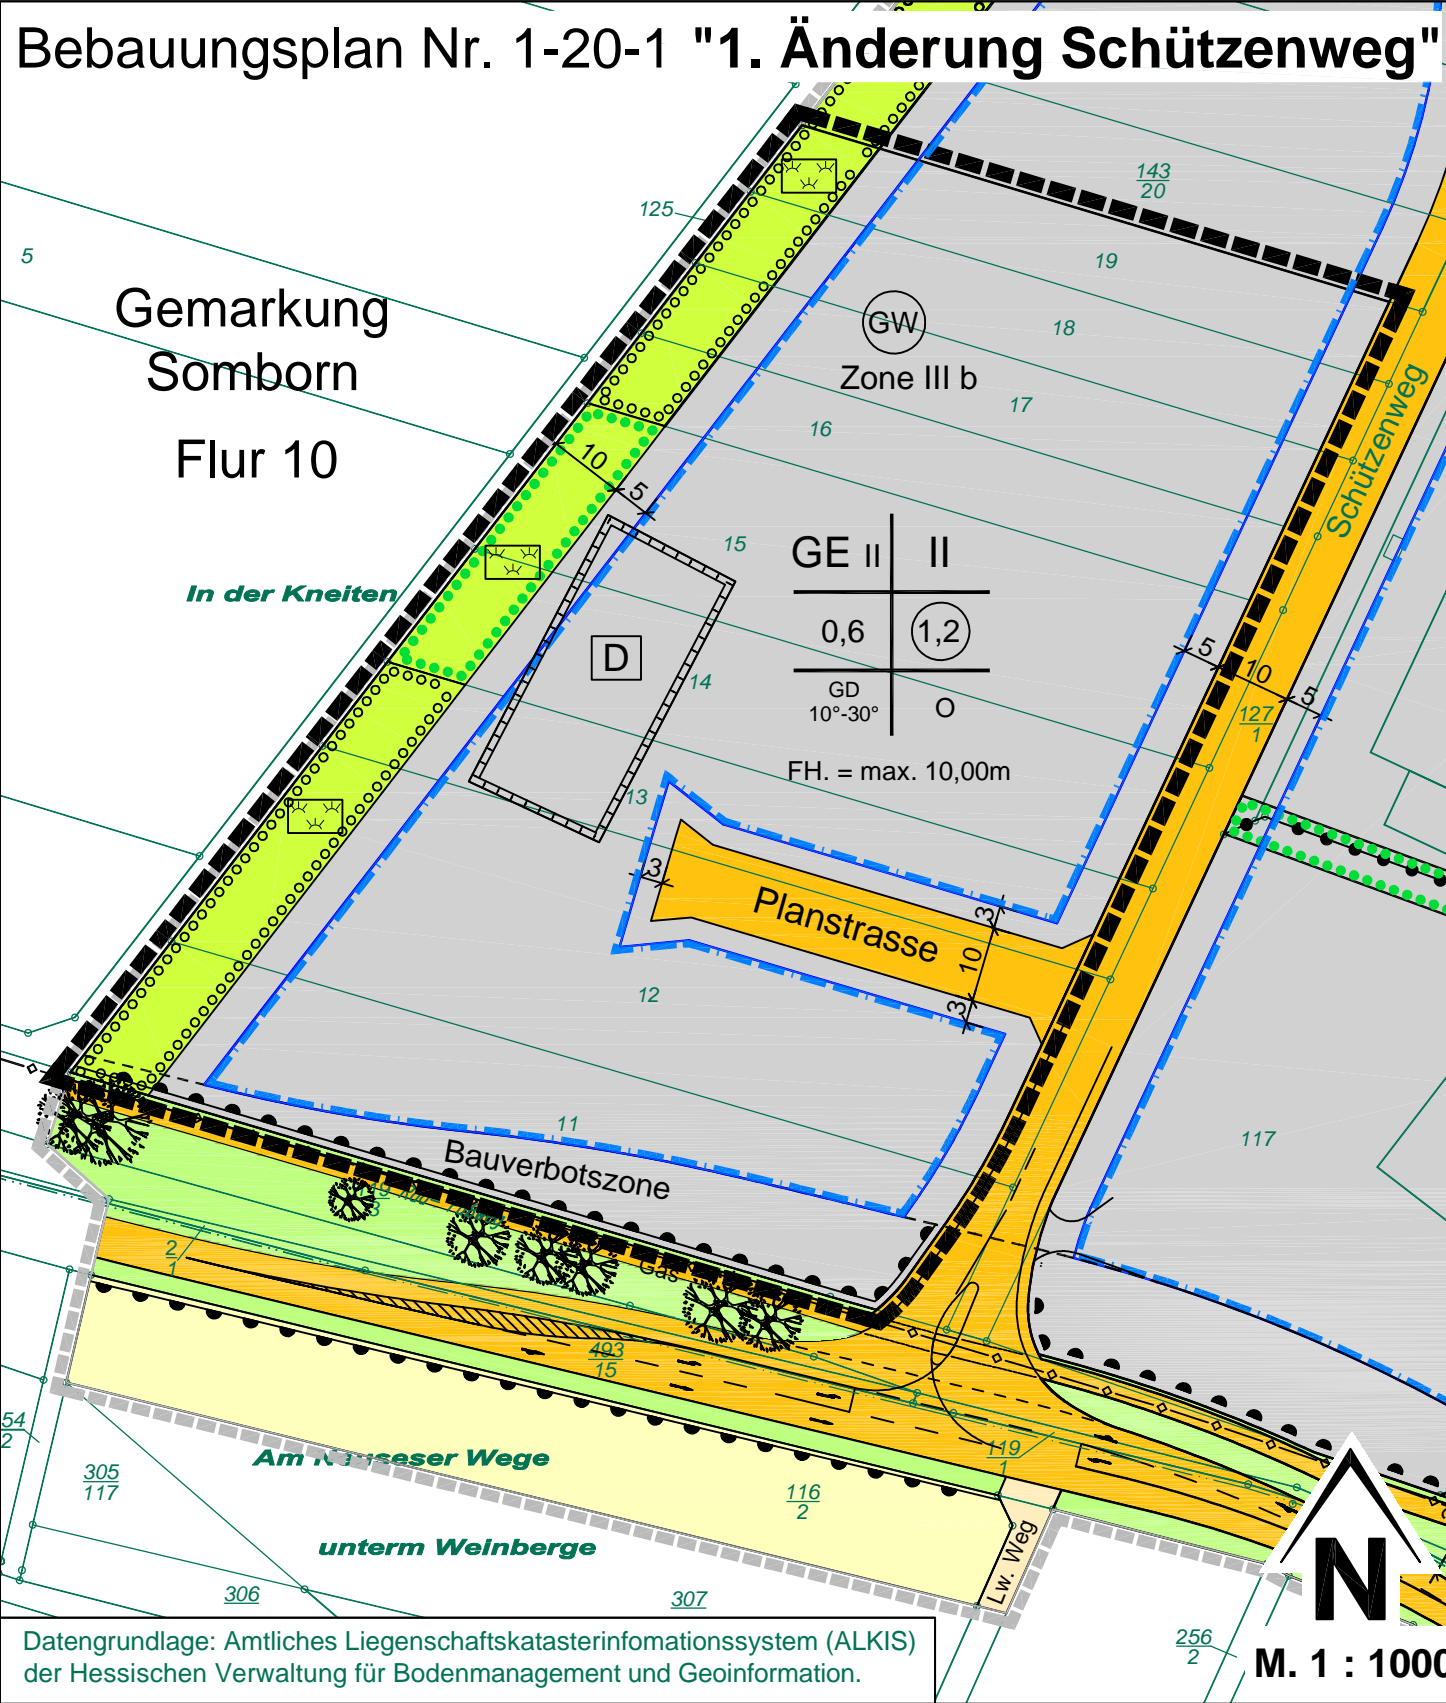 Bebauungsplan Nr. 1-20-1 "1. Änderung Schützenweg"
143
20
125
19
5
Gemarkung
Somborn
Flur 10
GW
Zone III b
18
17
16
Schützenweg
10
5
15
GE II
II
In der Kneiten
0,6
1,2
D
14
GD
10°-30°
O
5
10
5
127
1
FH. = max. 10,00m
13
3
Planstrasse
3
10
3
12
11
117
Bauverbotszone
3
2
1
Gas
493
15
119
1
54
2
Am
Wege
305
117
116
2
unterm Weinberge
Lw. Weg
306
307
N
256
2
M. 1 : 1000
Datengrundlage: Amtliches Liegenschaftskatasterinfomationssystem (ALKIS)
der Hessischen Verwaltung für Bodenmanagement und Geoinformation.